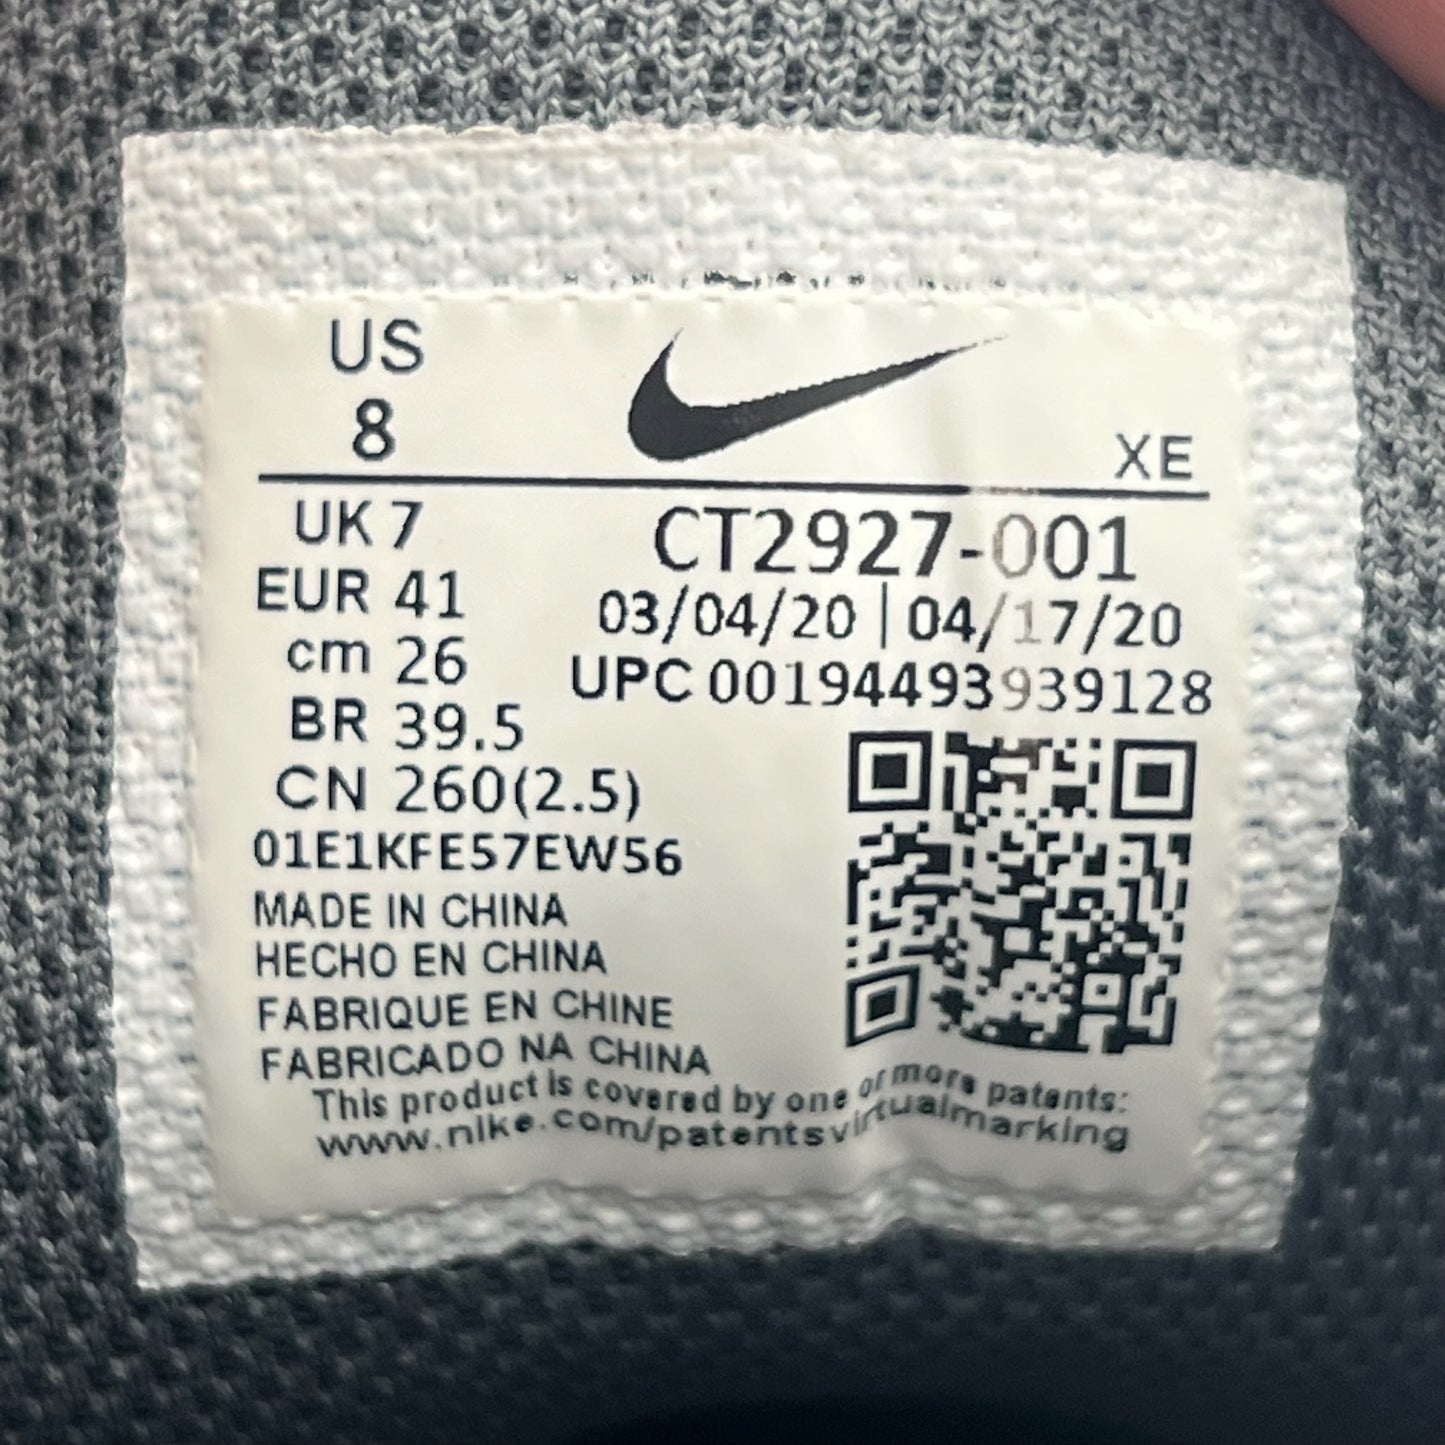 US
8
XE
UK 7
CT2927-001
EUR 41
03/04/20 | 04/17/20
cm 26
UPC 00194493939128
BR 39.5
CN 260(2.5)
01E1KFE57EW56
MADE IN CHINA
HECHO EN CHINA
FABRIQUE EN CHINE
FABRICADO NA CHINA
This product is covered by one or more patents:
www.nike.com/patentsvirtualmarking